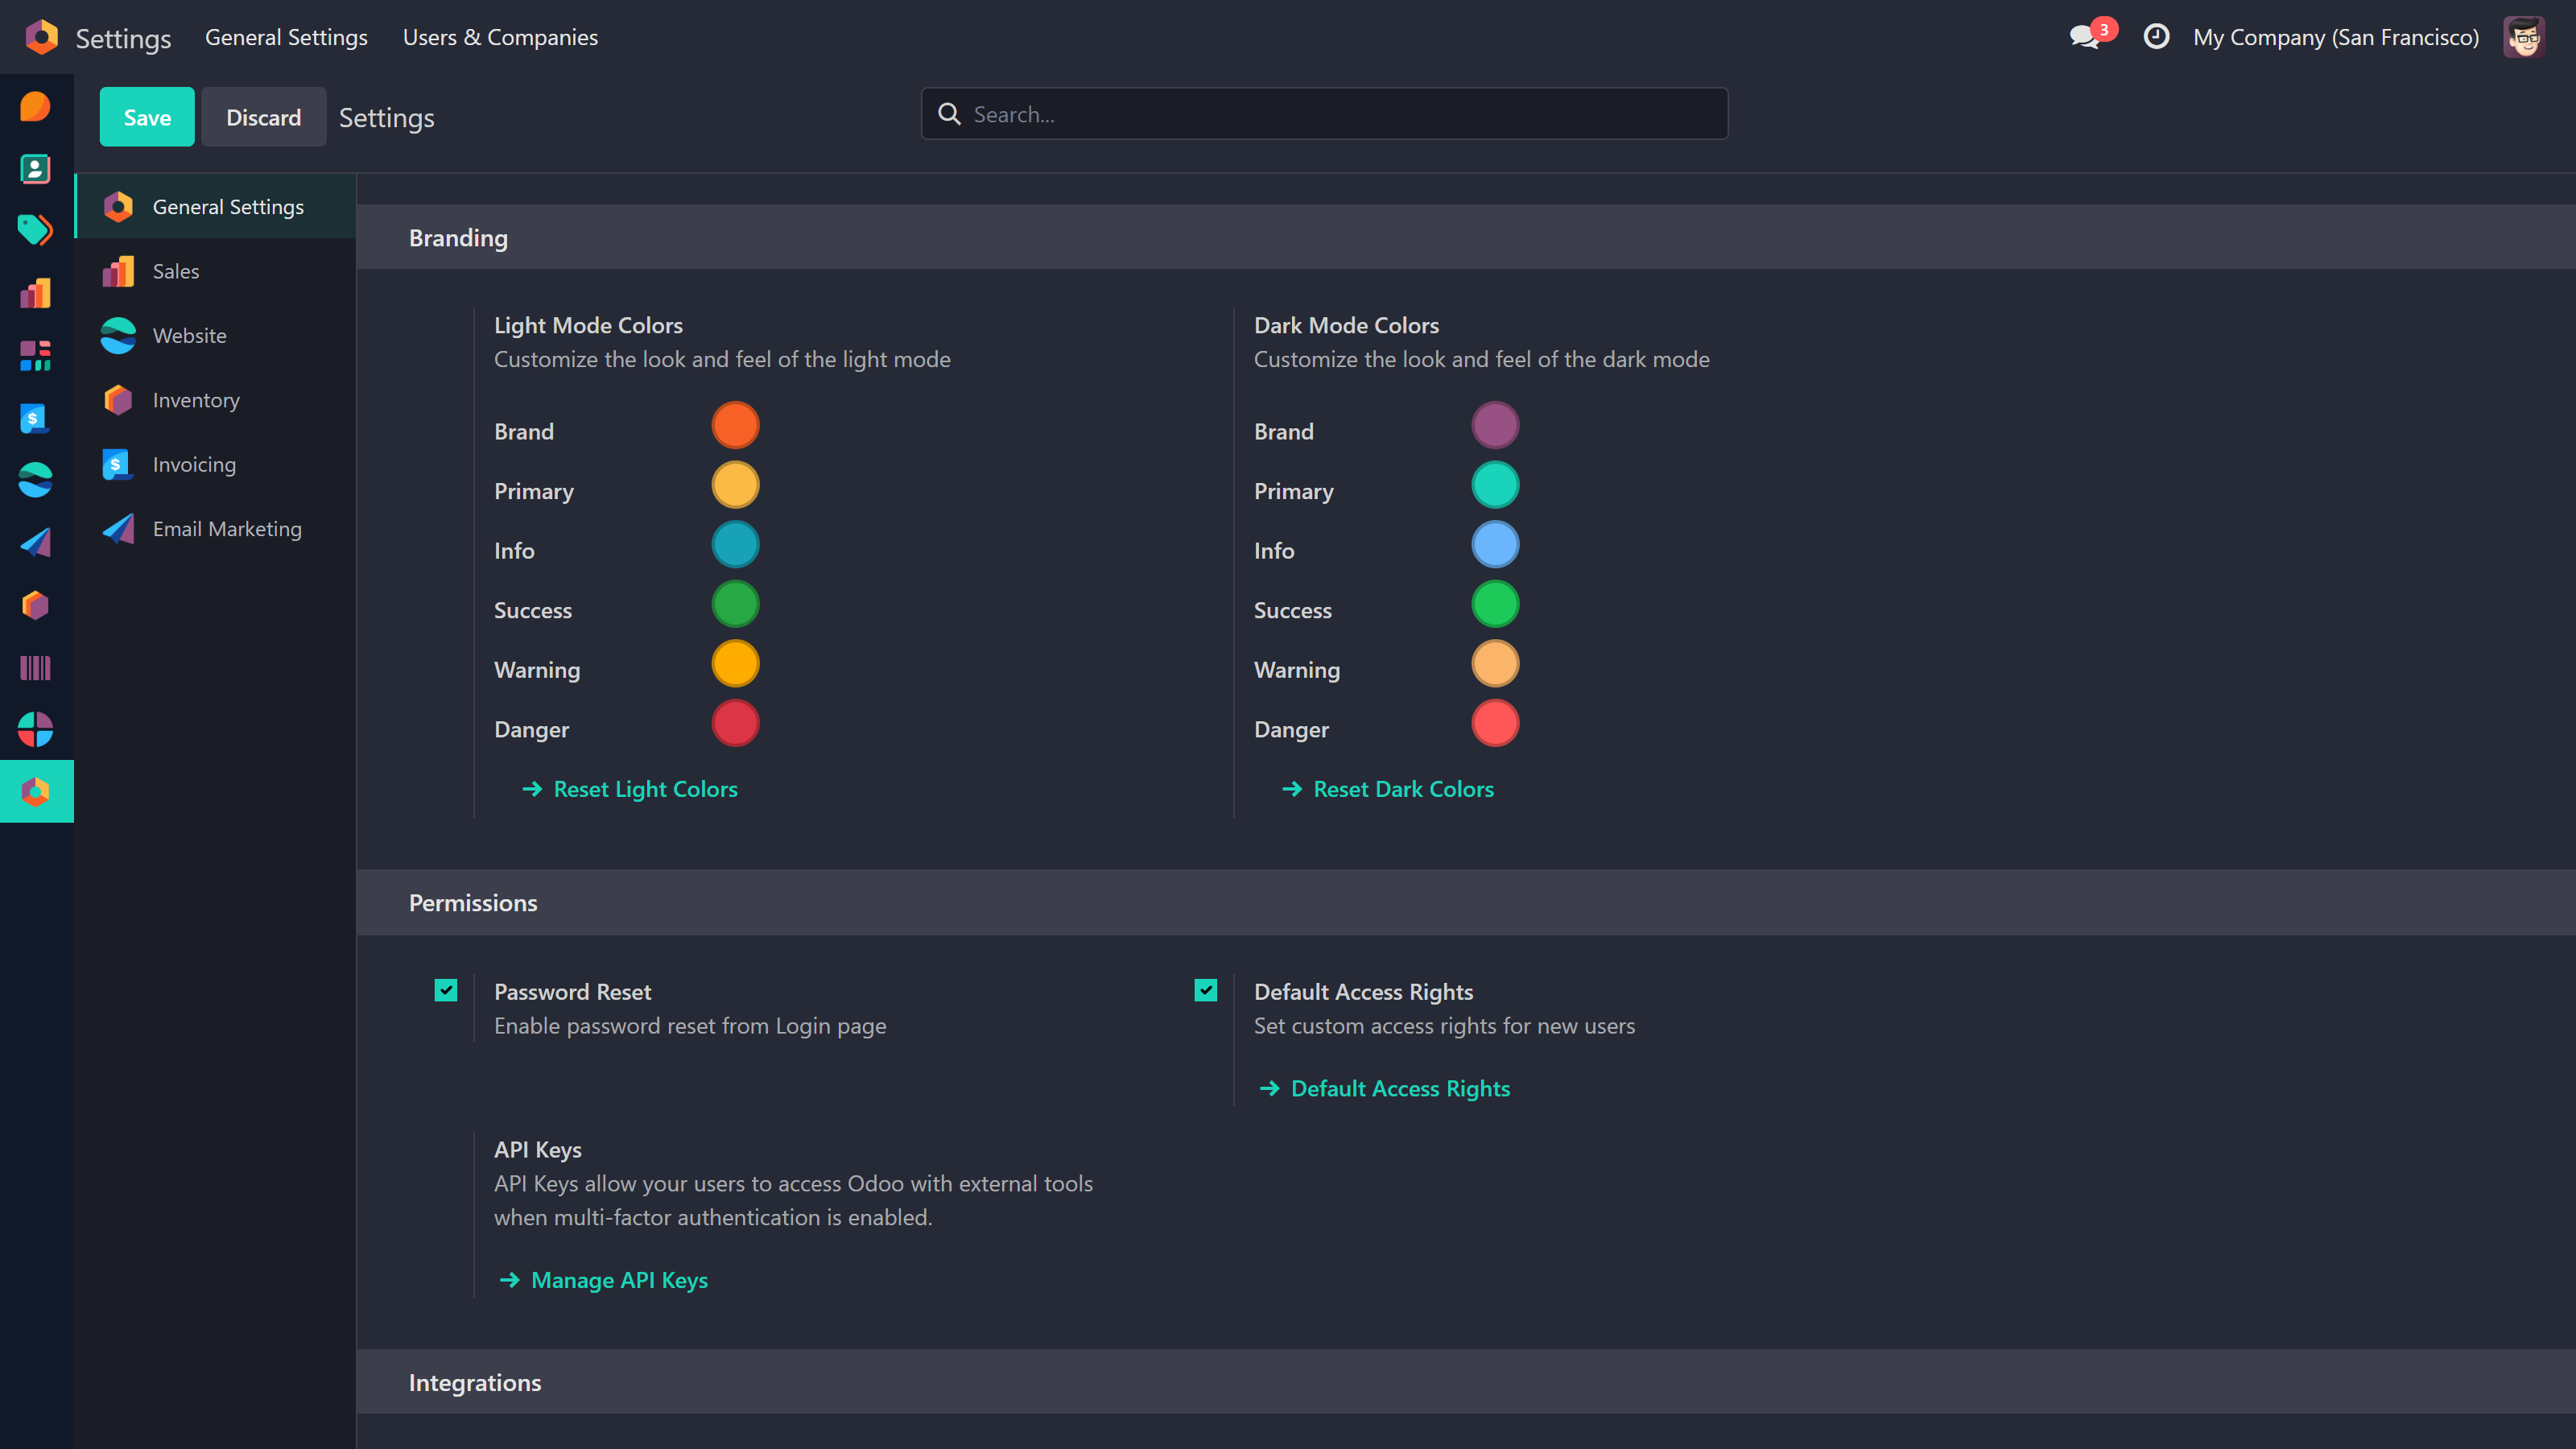 Settings
General Settings
Users & Companies
3
My Company (San Francisco)
Save
Discard
Settings
Search...
General Settings
Sales
Website
Inventory
Invoicing
Email Marketing
Branding
Light Mode Colors
Customize the look and feel of the light mode
Brand
Primary
Info
Success
Warning
Danger
Reset Light Colors
Dark Mode Colors
Customize the look and feel of the dark mode
Brand
Primary
Info
Success
Warning
Danger
Reset Dark Colors
Permissions
Password Reset
Enable password reset from Login page
Default Access Rights
Set custom access rights for new users
Default Access Rights
API Keys
API Keys allow your users to access Odoo with external tools
when multi-factor authentication is enabled.
Manage API Keys
Integrations